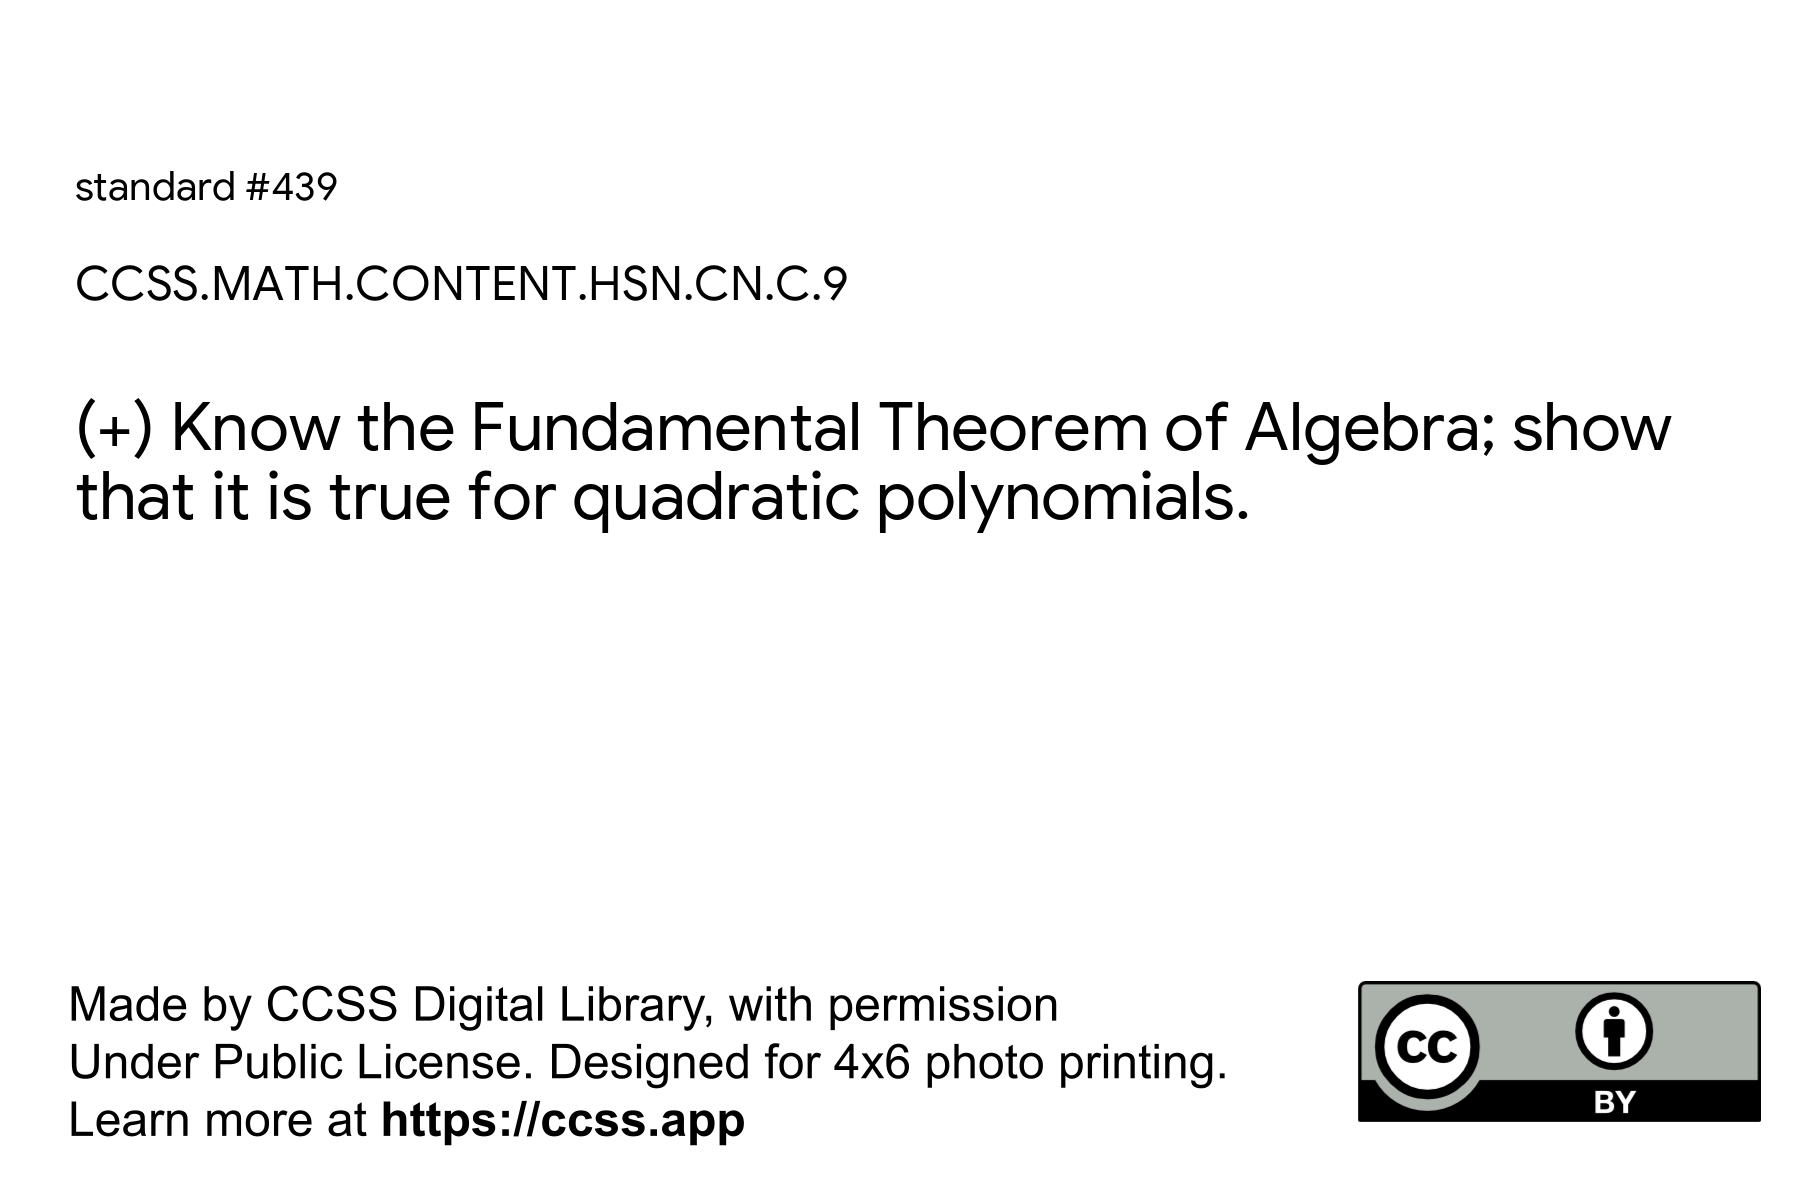 standard #439
CCSS.MATH.CONTENT.HSN.CN.C.9
(+) Know the Fundamental Theorem of Algebra; show
that it is true for quadratic polynomials.
Made by CCSS Digital Library, with permission
Under Public License. Designed for 4x6 photo printing.
Learn more at https://ccss.app
CC
BY